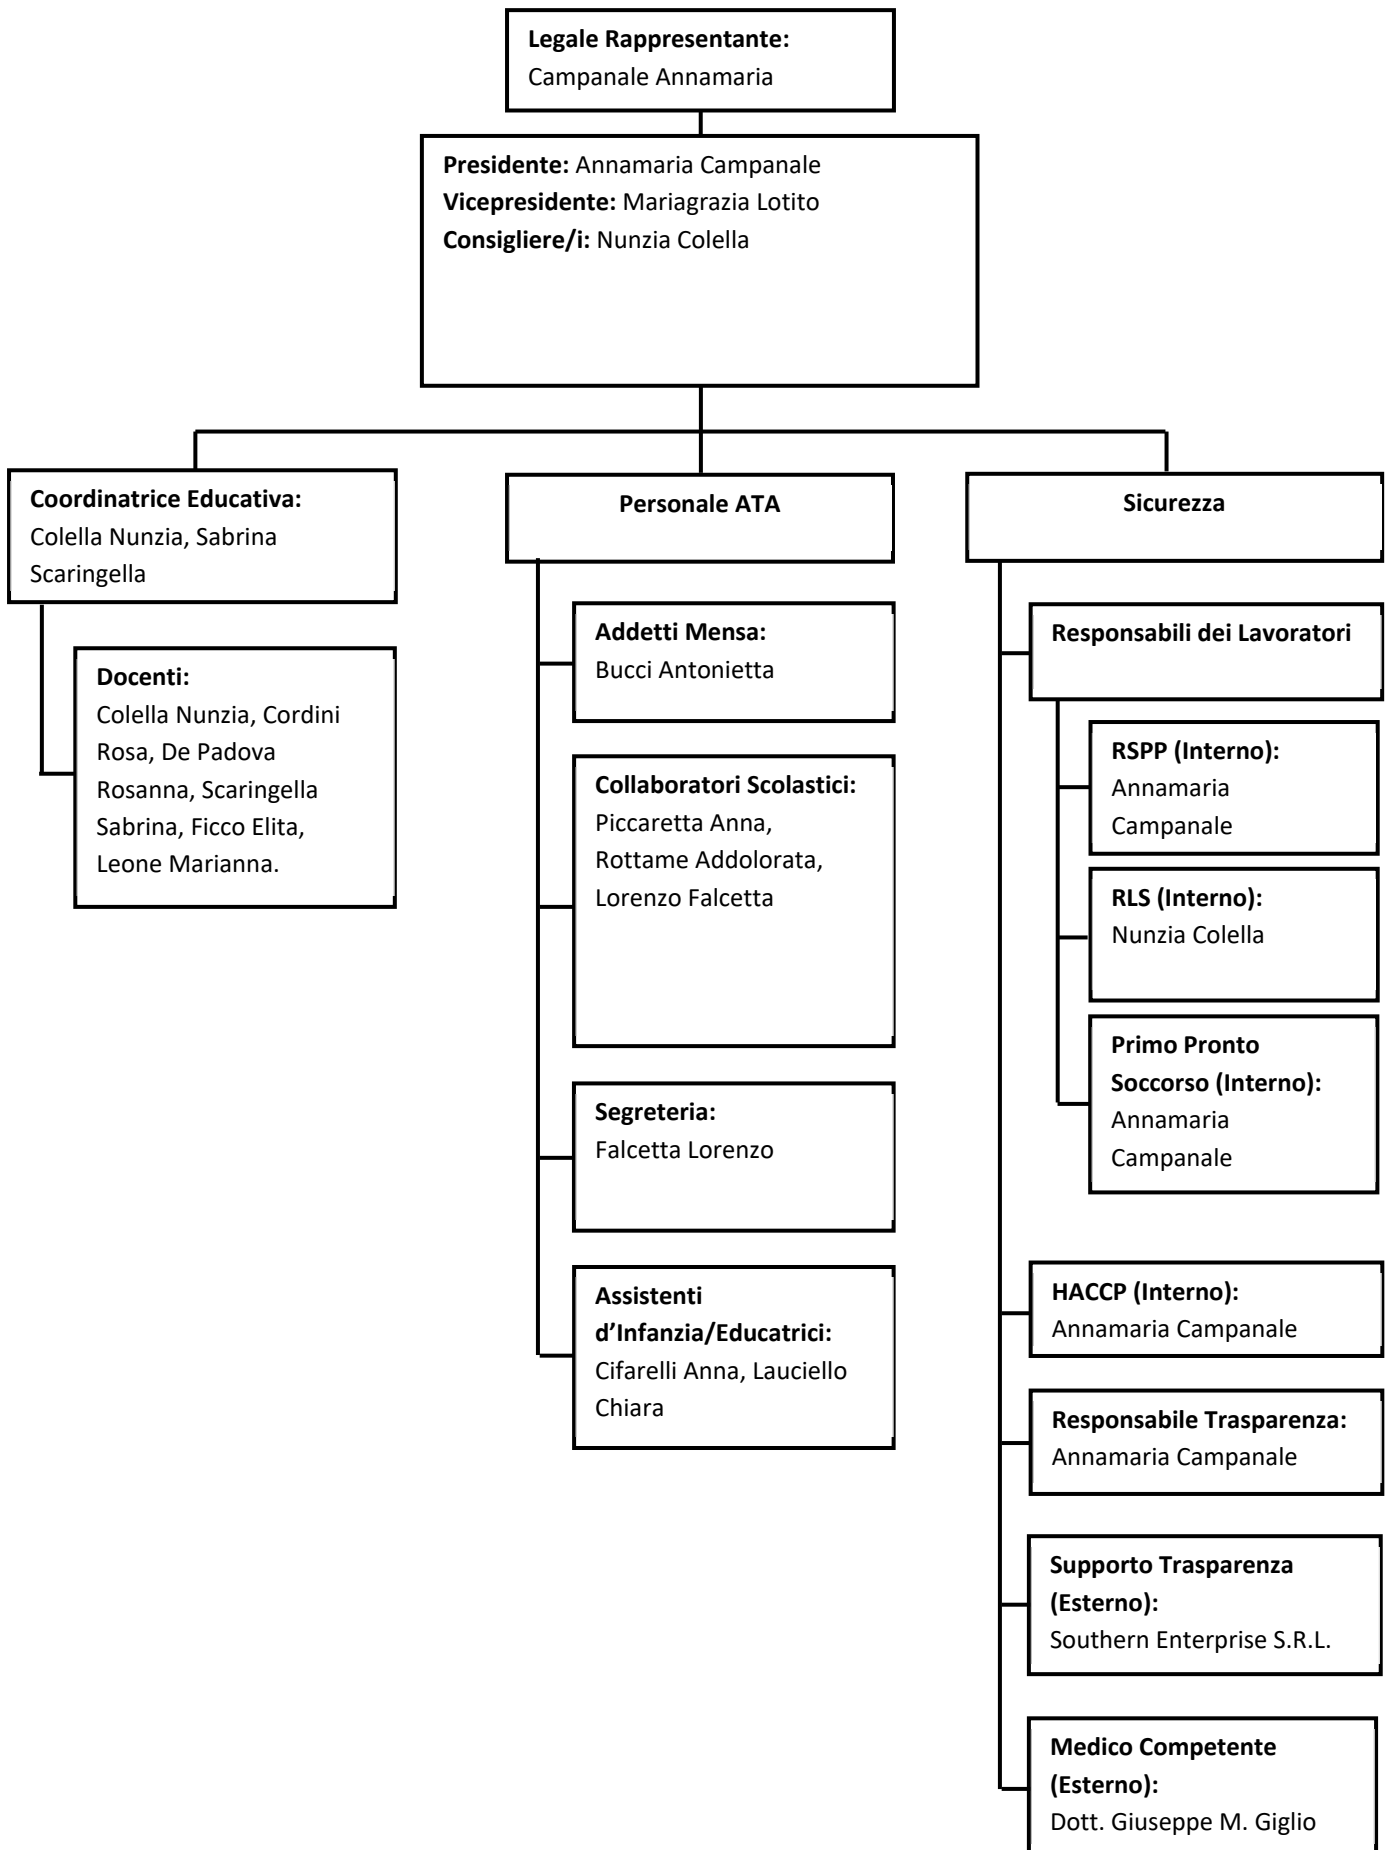 Legale Rappresentante:
Campanale Annamaria
Presidente: Annamaria Campanale
Vicepresidente: Mariagrazia Lotito
Consigliere/i: Nunzia Colella
Coordinatrice Educativa:
Colella Nunzia, Sabrina
Scaringella
Docenti:
Colella Nunzia, Cordini
Rosa, De Padova
Rosanna, Scaringella
Sabrina, Ficco Elita,
Leone Marianna.
Personale ATA
Addetti Mensa:
Bucci Antonietta
Collaboratori Scolastici:
Piccaretta Anna,
Rottame Addolorata,
Lorenzo Falcetta
Segreteria:
Falcetta Lorenzo
Assistenti
d’Infanzia/Educatrici:
Cifarelli Anna, Lauciello
Chiara
Sicurezza
Responsabili dei Lavoratori
RSPP (Interno):
Annamaria
Campanale
RLS (Interno):
Nunzia Colella
Primo Pronto
Soccorso (Interno):
Annamaria
Campanale
HACCP (Interno):
Annamaria Campanale
Responsabile Trasparenza:
Annamaria Campanale
Supporto Trasparenza
(Esterno):
Southern Enterprise S.R.L.
Medico Competente
(Esterno):
Dott. Giuseppe M. Giglio